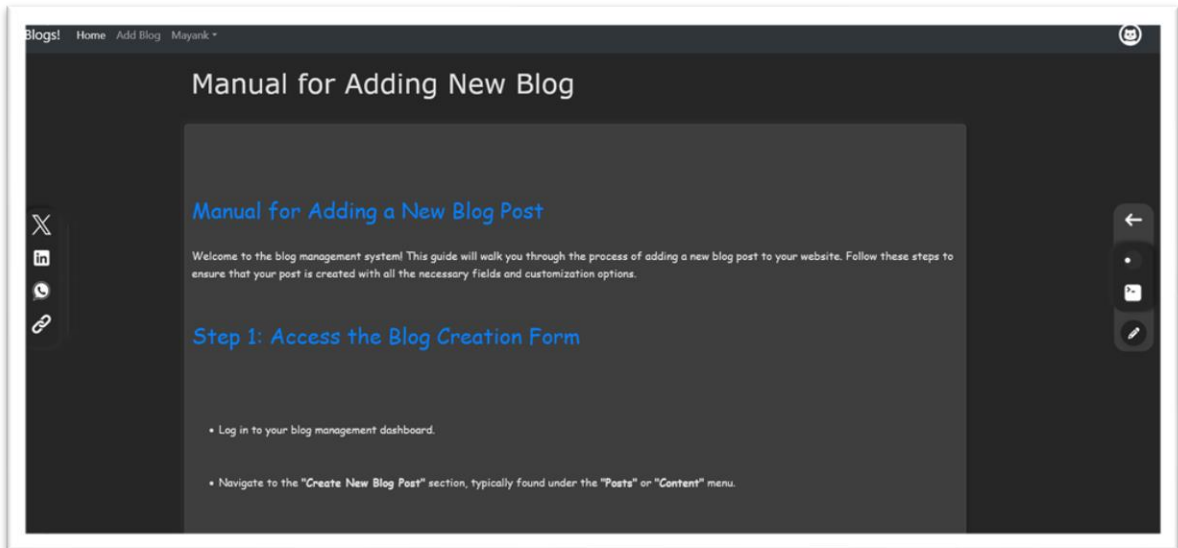 Blogs! Home Add Blog Mayank
Manual for Adding New Blog
Manual for Adding a New Blog Post
Welcome to the blog management system! This guide will walk you through the process of adding a new blog post to your website. Follow these steps to
ensure that your post is created with all the necessary fields and customization options.
Step 1: Access the Blog Creation Form
• Log in to your blog management dashboard.
• Navigate to the "Create New Blog Post" section, typically found under the "Posts" or "Content" menu.